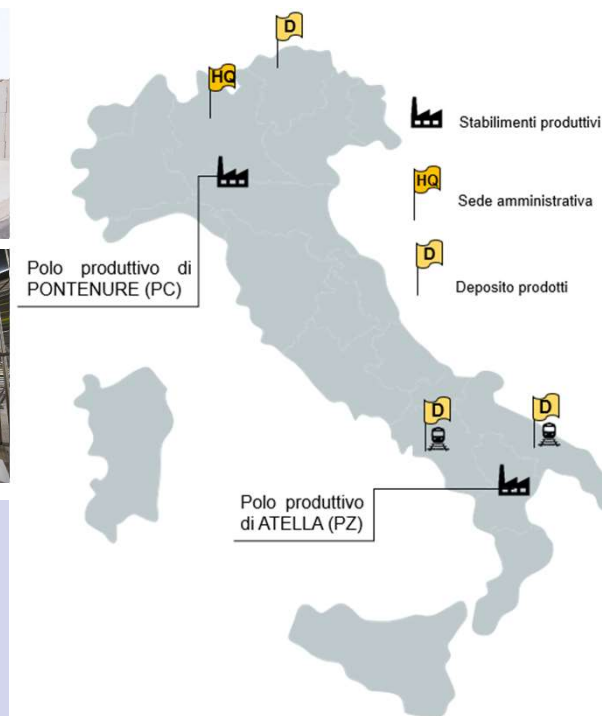 D
HQ
Stabilimenti produttivi
HQ
Sede amministrativa
D
Deposito prodotti
Polo produttivo di
PONTENURE (PC)
D
D
Polo produttivo
di ATELLA (PZ)